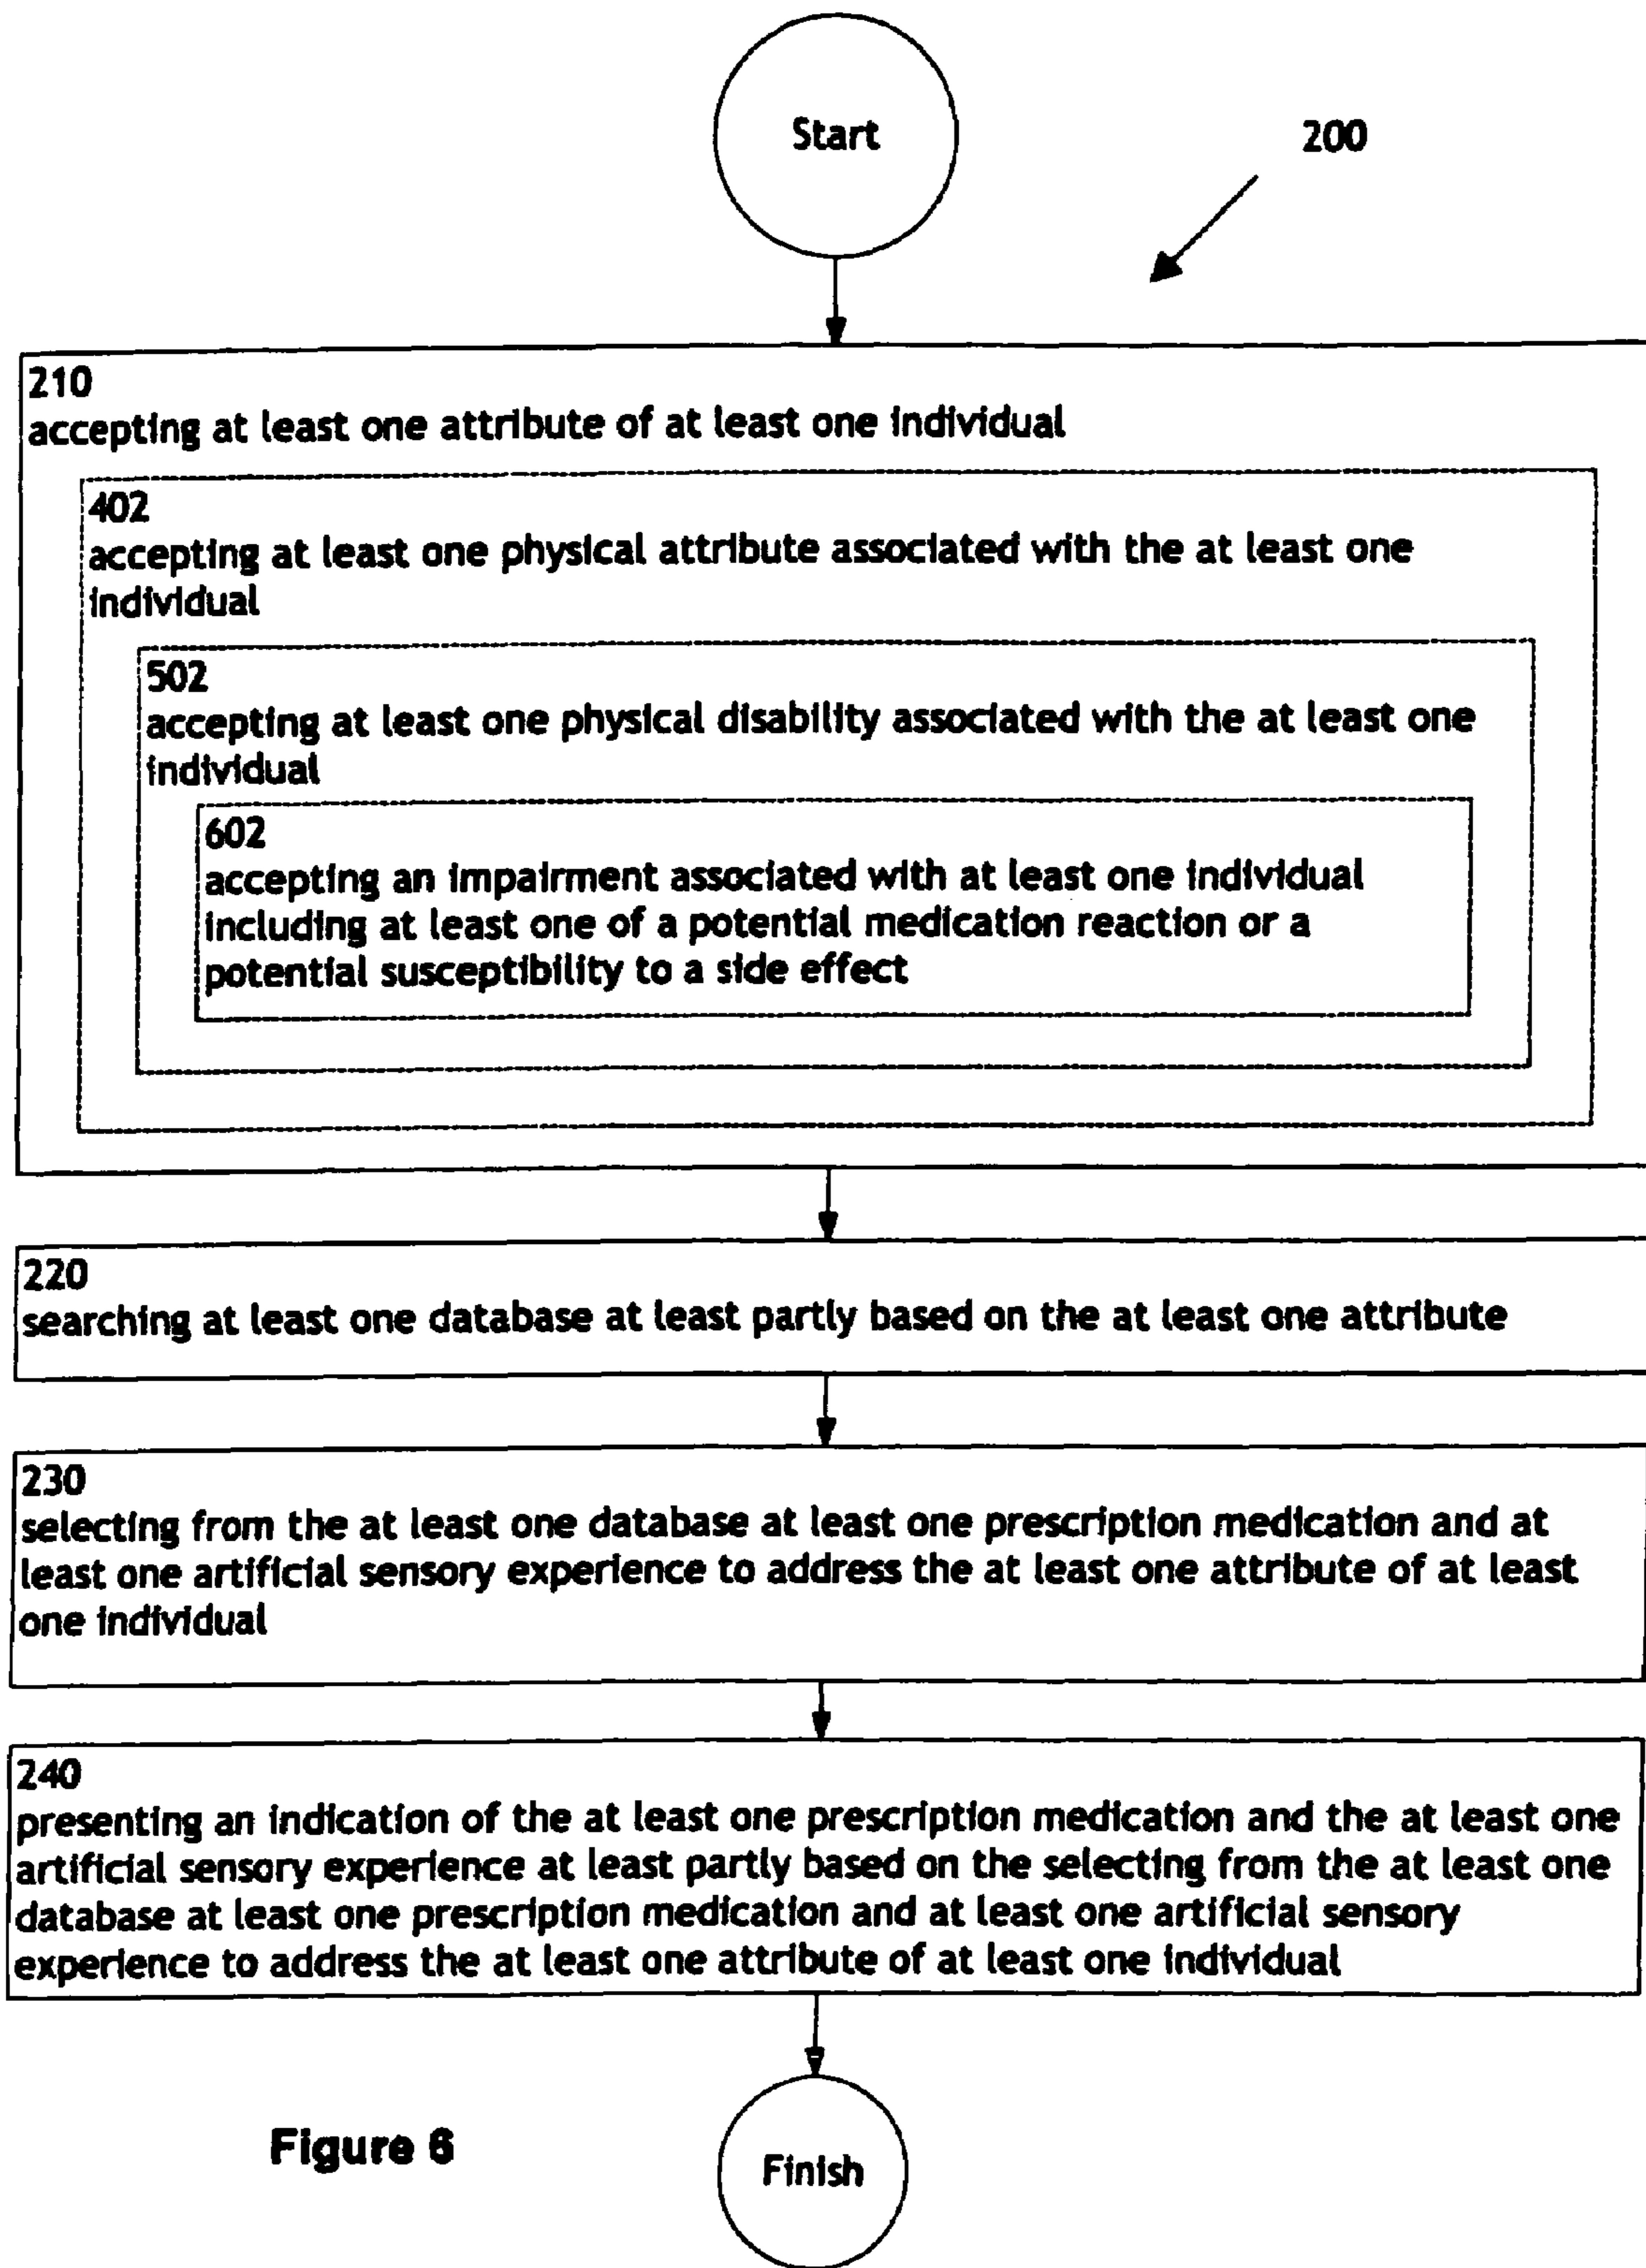 Start
200
210
accepting at least one attribute of at least one individual
402
accepting at least one physical attribute associated with the at least one
individual
502
accepting at least one physical disability associated with the at least one
individual
602
accepting an impairment associated with at least one individual
including at least one of a potential medication reaction or a
potential susceptibility to a side effect
220
searching at least one database at least partly based on the at least one attribute
230
selecting from the at least one database at least one prescription medication and at
least one artificial sensory experience to address the at least one attribute of at least
one individual
240
presenting an indication of the at least one prescription medication and the at least one
artificial sensory experience at least partly based on the selecting from the at least one
database at least one prescription medication and at least one artificial sensory
experience to address the at least one attribute of at least one individual
Figure 6
Finish